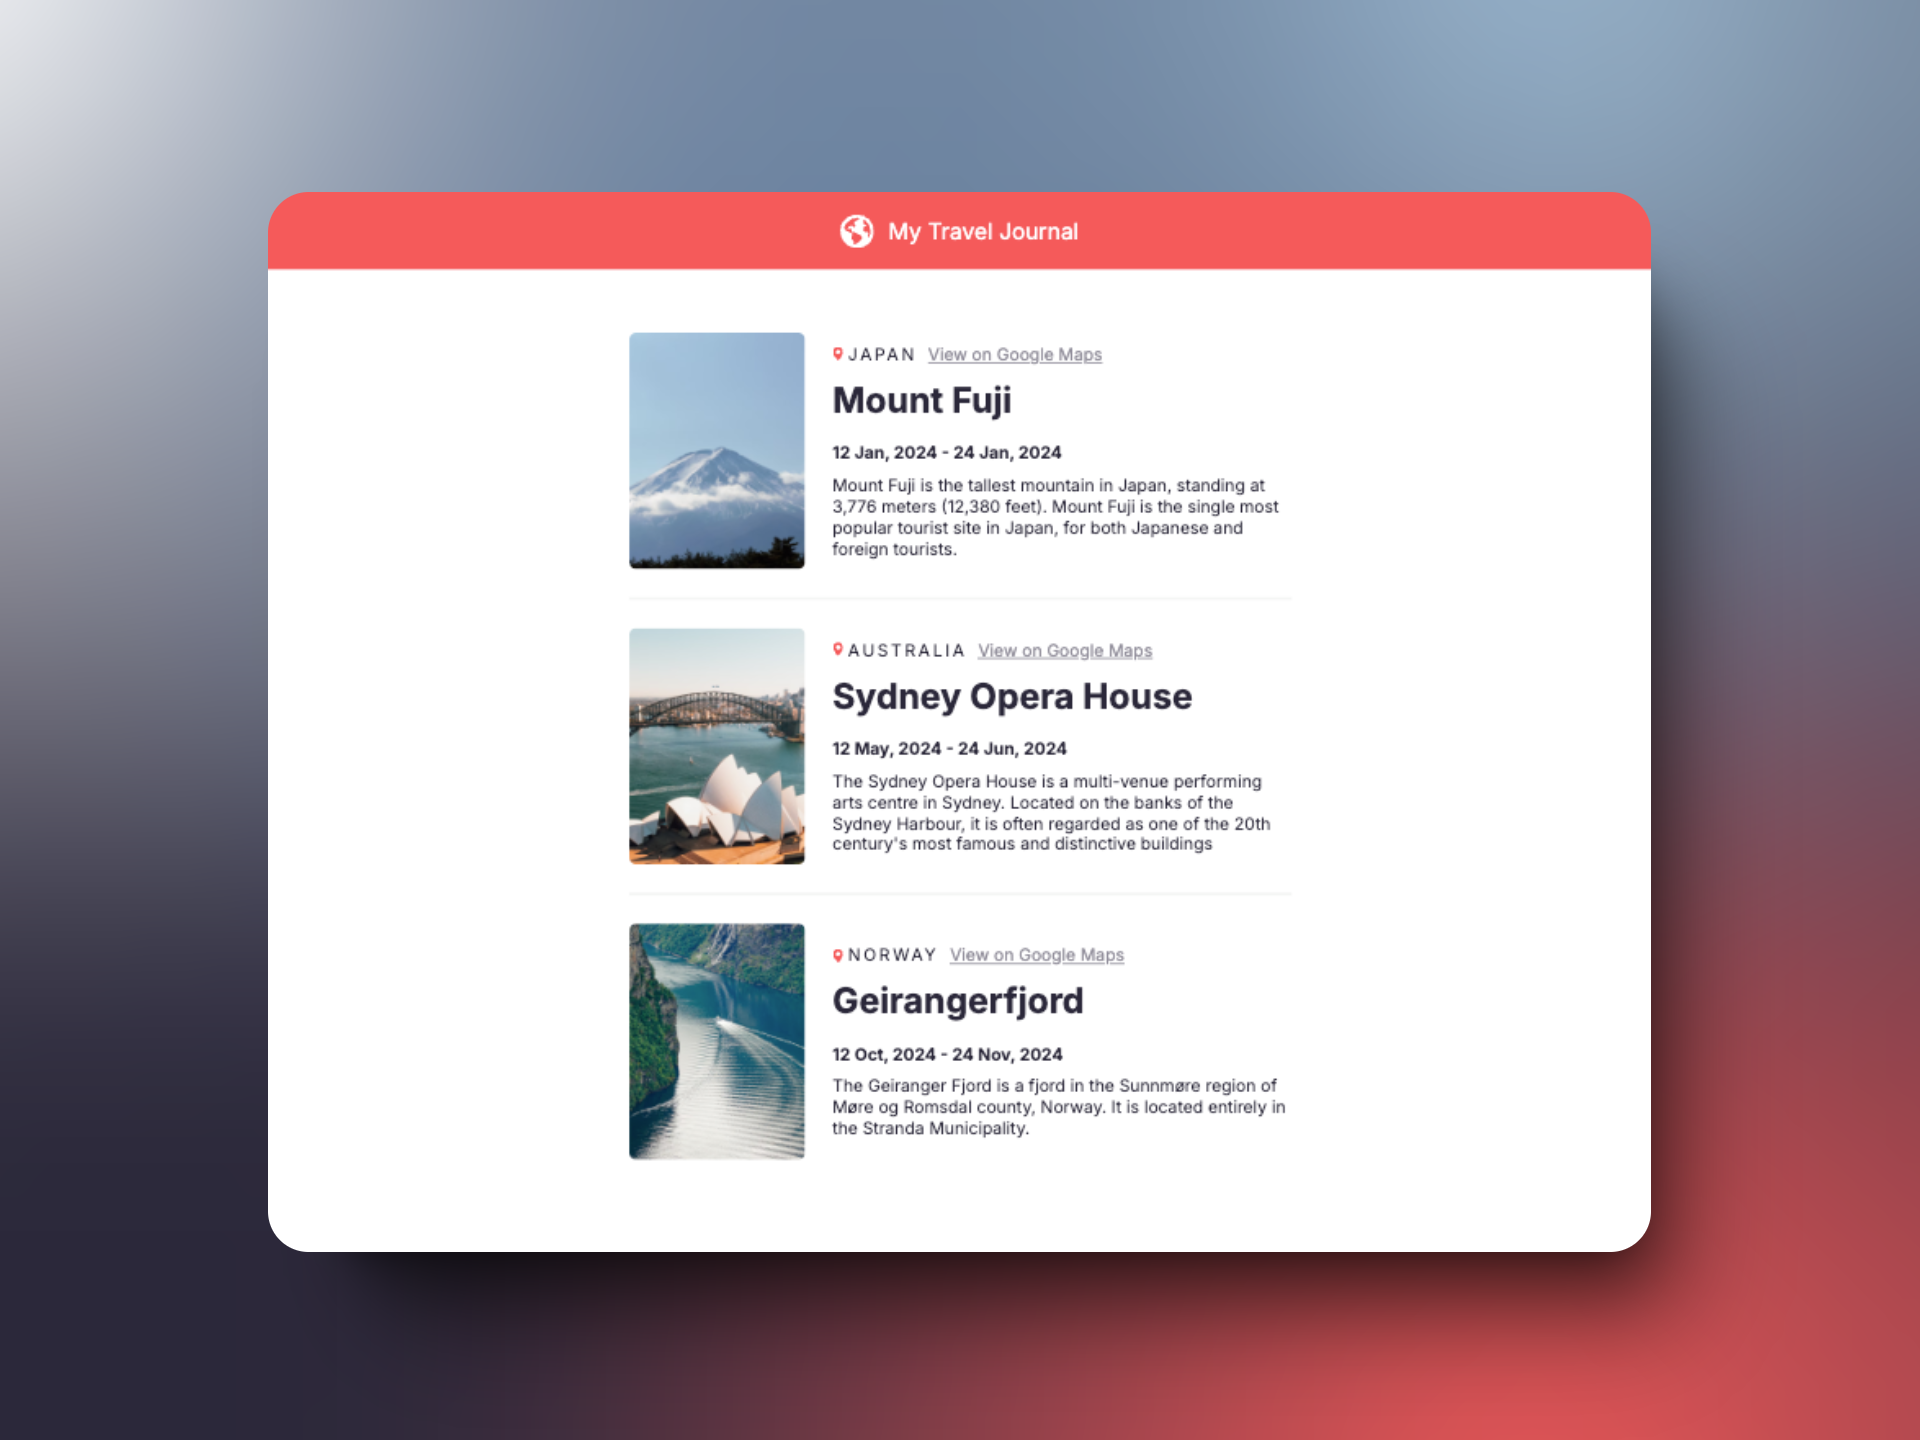 My Travel Journal
JAPAN View on Google Maps
Mount Fuji
12 Jan, 2024 - 24 Jan, 2024
Mount Fuji is the tallest mountain in Japan, standing at
3,776 meters (12,380 feet). Mount Fuji is the single most
popular tourist site in Japan, for both Japanese and
foreign tourists.
AUSTRALIA View on Google Maps
Sydney Opera House
12 May, 2024 - 24 Jun, 2024
The Sydney Opera House is a multi-venue performing
arts centre in Sydney. Located on the banks of the
Sydney Harbour, it is often regarded as one of the 20th
century's most famous and distinctive buildings
NORWAY View on Google Maps
Geirangerfjord
12 Oct, 2024 - 24 Nov, 2024
The Geiranger Fjord is a fjord in the Sunnmøre region of
Møre og Romsdal county, Norway. It is located entirely in
the Stranda Municipality.